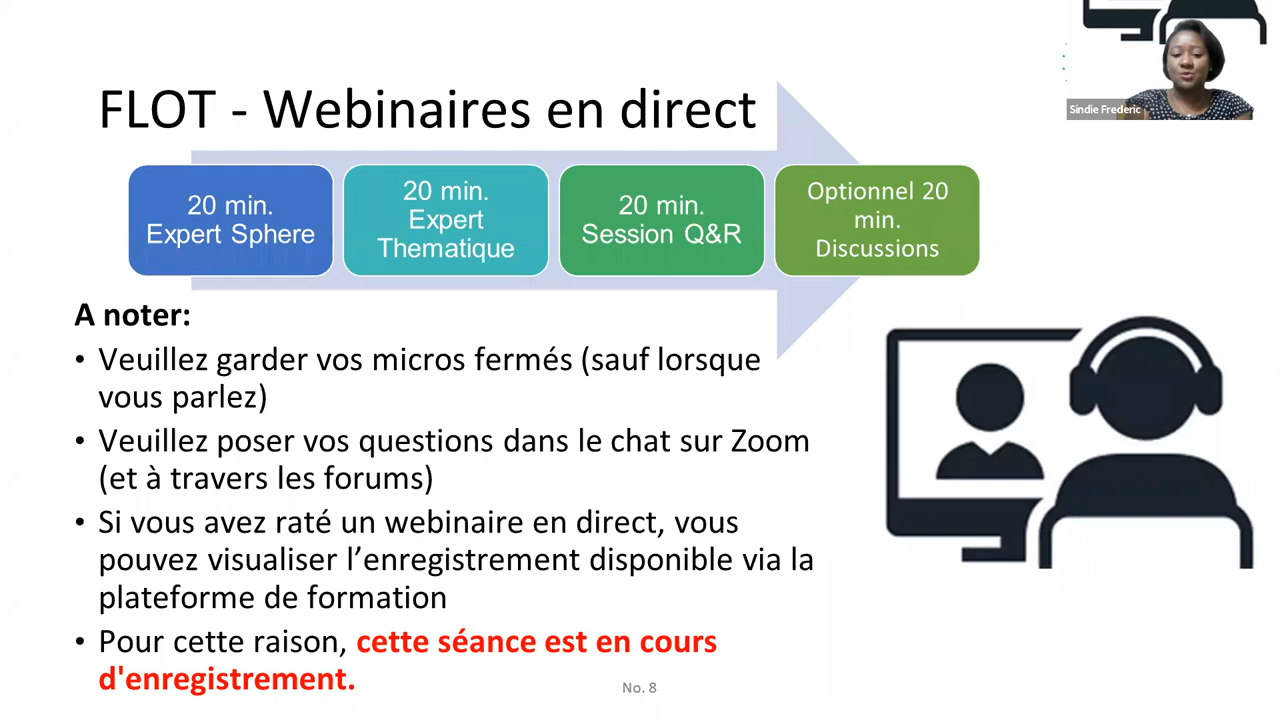 Sindie Frederic
FLOT - Webinaires en direct
20 min.
Expert Sphere
20 min.
Expert
Thematique
20 min.
Session Q&R
Optionnel 20
min.
Discussions
A noter:
• Veuillez garder vos micros fermés (sauf lorsque
vous parlez)
• Veuillez poser vos questions dans le chat sur Zoom
(et à travers les forums)
• Si vous avez raté un webinaire en direct, vous
pouvez visualiser l’enregistrement disponible via la
plateforme de formation
• Pour cette raison, cette séance est en cours
d'enregistrement.
No. 8